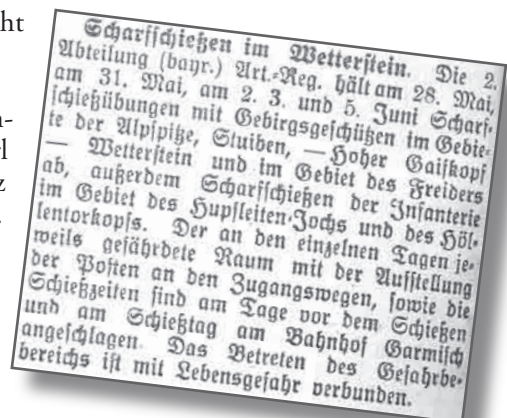 ht
n-
rl
z
.
Scharfschießen im Wetterstein. Die 2.
Abteilung (bayr.) Art.-Reg. hält am 28. Mai,
am 31. Mai, am 2. 3. und 5. Juni Scharf-
schießübungen mit Gebirgsgeschützen im Gebie-
te der Alpspitze, Stuiben, — Hoher Gaifkopf
— Wetterstein und im Gebiet des Freiders
ab, außerdem Scharfschießen der Infanterie
im Gebiet des Hupfleiten-Jochs und des Höl-
lentorkopfs. Der an den einzelnen Tagen je-
weils gefährdete Raum mit der Aufstellung
der Posten an den Zugangswegen, sowie die
Schießzeiten sind am Tage vor dem Schießen
und am Schießtag am Bahnhof Garmisch
angeschlagen. Das Betreten des Gefahrbe-
bereichs ist mit Lebensgefahr verbunden.